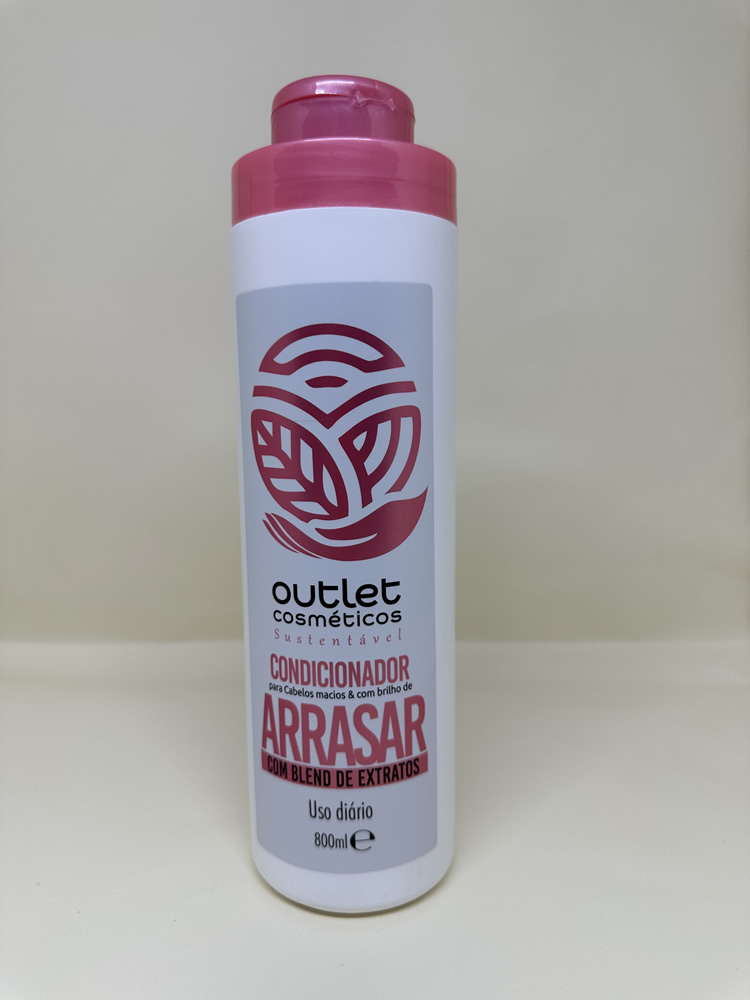 outlet
cosméticos
Sustentável
CONDICIONADOR
para Cabelos macios & com brilho de
ARRASAR
COM BLEND DE EXTRATOS
Uso diário
800ml ℮